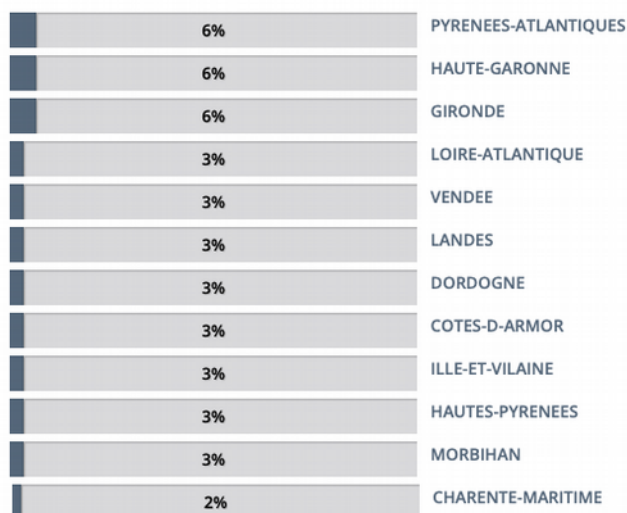 6% PYRENEES-ATLANTIQUES
6% HAUTE-GARONNE
6% GIRONDE
3% LOIRE-ATLANTIQUE
3% VENDEE
3% LANDES
3% DORDOGNE
3% COTES-D-ARMOR
3% ILLE-ET-VILAINE
3% HAUTES-PYRENEES
3% MORBIHAN
2% CHARENTE-MARITIME